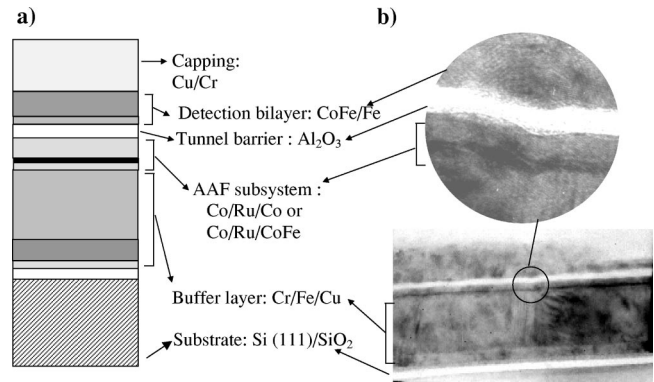 a)
b)
Capping:
Cu/Cr
Detection bilayer: CoFe/Fe
Tunnel barrier : Al₂O₃
AAF subsystem :
Co/Ru/Co or
Co/Ru/CoFe
Buffer layer: Cr/Fe/Cu
Substrate: Si (111)/SiO₂